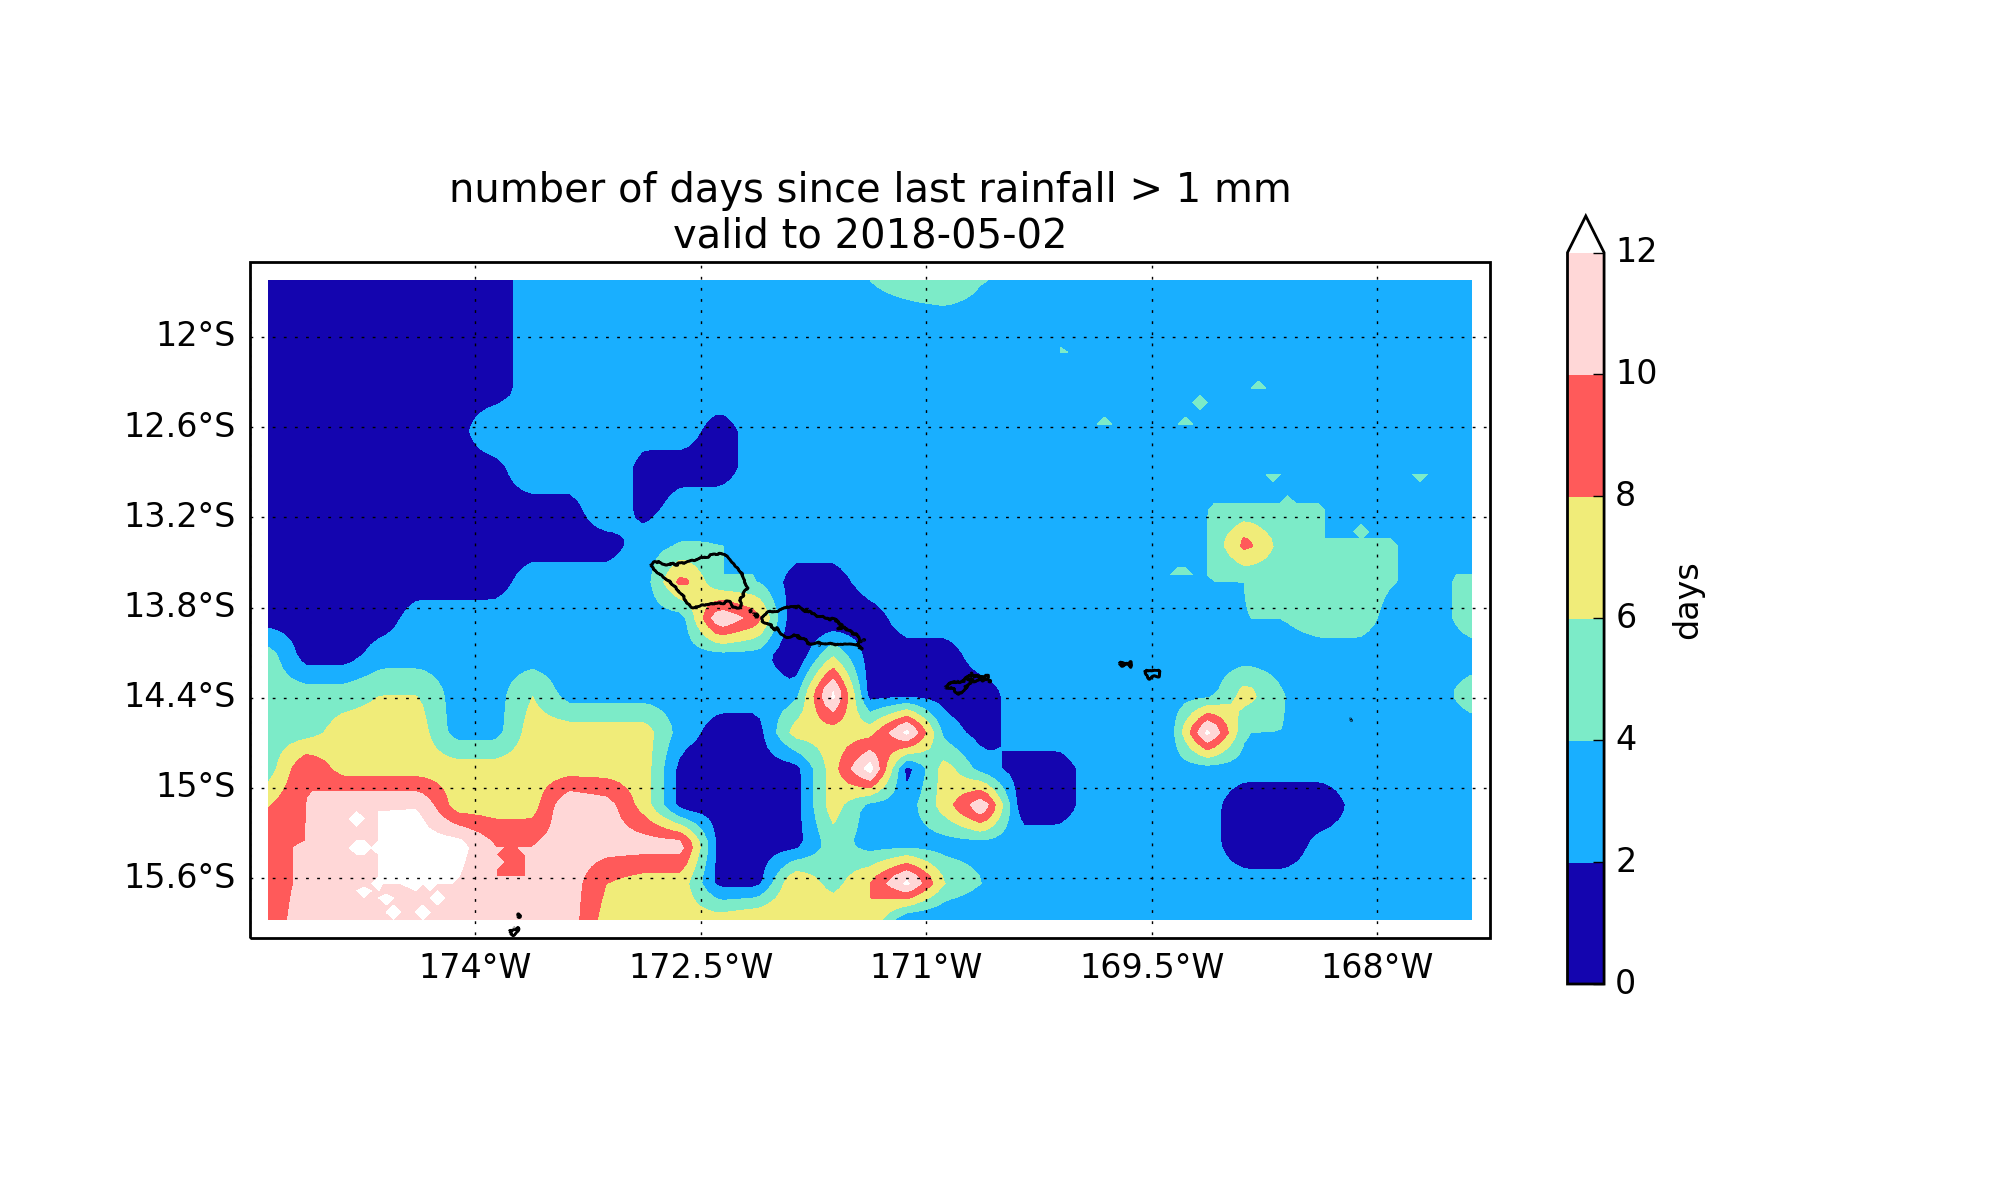 number of days since last rainfall > 1 mm
valid to 2018-05-02
12°S
12.6°S
13.2°S
13.8°S
14.4°S
15°S
15.6°S
174°W
172.5°W
171°W
169.5°W
168°W
12
10
8
6
4
2
0
days